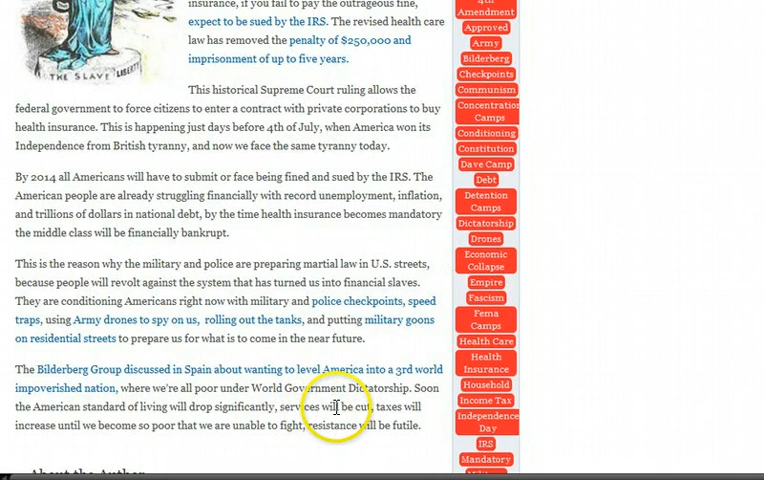 insurance, if you fail to pay the outrageous fine,
expect to be sued by the IRS. The revised health care
law has removed the penalty of $250,000 and
imprisonment of up to five years.
THE SLAVE LIBERTY
This historical Supreme Court ruling allows the
federal government to force citizens to enter a contract with private corporations to buy
health insurance. This is happening just days before 4th of July, when America won its
Independence from British tyranny, and now we face the same tyranny today.
By 2014 all Americans will have to submit or face being fined and sued by the IRS. The
American people are already struggling financially with record unemployment, inflation,
and trillions of dollars in national debt, by the time health insurance becomes mandatory
the middle class will be financially bankrupt.
This is the reason why the military and police are preparing martial law in U.S. streets,
because people will revolt against the system that has turned us into financial slaves.
They are conditioning Americans right now with military and police checkpoints, speed
traps, using Army drones to spy on us, rolling out the tanks, and putting military goons
on residential streets to prepare us for what is to come in the near future.
The Bilderberg Group discussed in Spain about wanting to level America into a 3rd world
impoverished nation, where we're all poor under World Government Dictatorship. Soon
the American standard of living will drop significantly, services will be cut, taxes will
increase until we become so poor that we are unable to fight, resistance will be futile.
About the Author
4th
Amendment
Approved
Army
Bilderberg
Checkpoints
Communism
Concentration
Camps
Conditioning
Constitution
Dave Camp
Debt
Detention
Camps
Dictatorship
Drones
Economic
Collapse
Empire
Fascism
Fema
Camps
Health Care
Health
Insurance
Household
Income Tax
Independence
Day
IRS
Mandatory